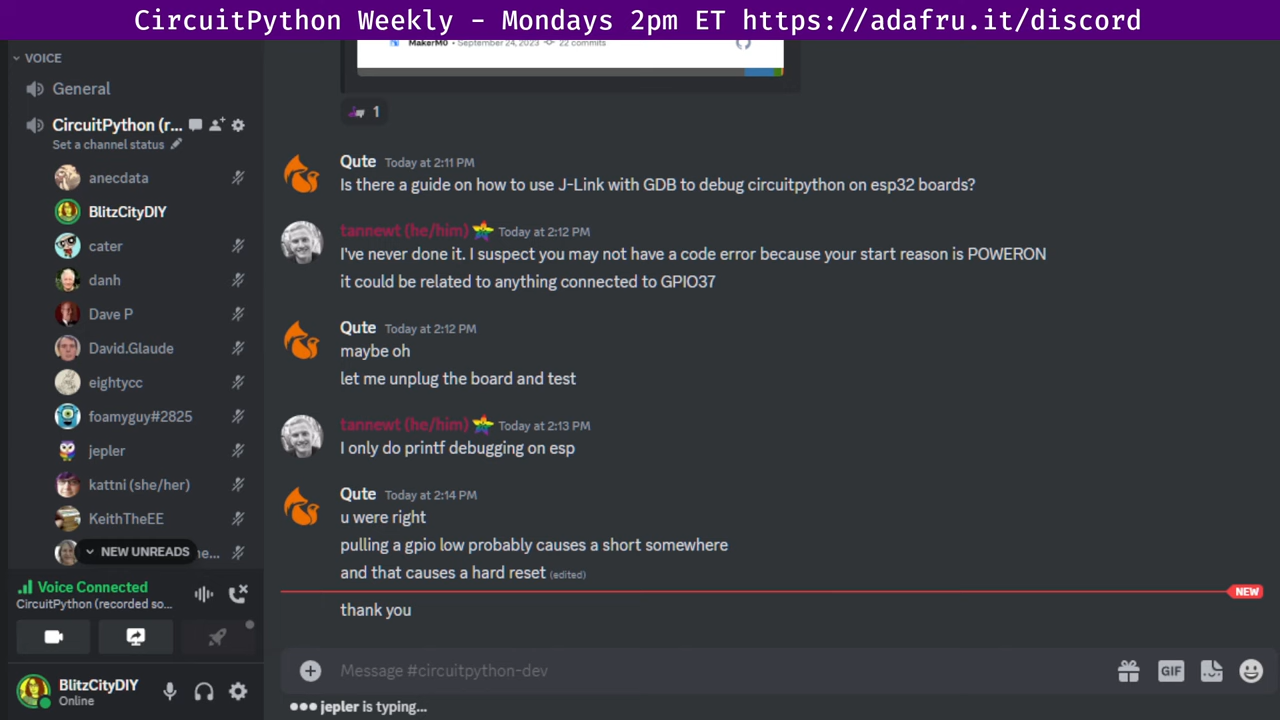 CircuitPython Weekly - Mondays 2pm ET https://adafru.it/discord
VOICE
General
CircuitPython (r...
Set a channel status
anecdata
BlitzCityDIY
cater
danh
Dave P
David.Glaude
eightycc
foamyguy#2825
jepler
kattni (she/her)
KeithTheEE
NEW UNREADS
e...
Voice Connected
CircuitPython (recorded so...
BlitzCityDIY
Online
MakerM0 • September 24, 2023 22 commits
1
Qute Today at 2:11 PM
Is there a guide on how to use J-Link with GDB to debug circuitpython on esp32 boards?
tannewt (he/him) Today at 2:12 PM
I've never done it. I suspect you may not have a code error because your start reason is POWERON
it could be related to anything connected to GPIO37
Qute Today at 2:12 PM
maybe oh
let me unplug the board and test
tannewt (he/him) Today at 2:13 PM
I only do printf debugging on esp
Qute Today at 2:14 PM
u were right
pulling a gpio low probably causes a short somewhere
and that causes a hard reset (edited)
NEW
thank you
Message #circuitpython-dev
GIF
jepler is typing...